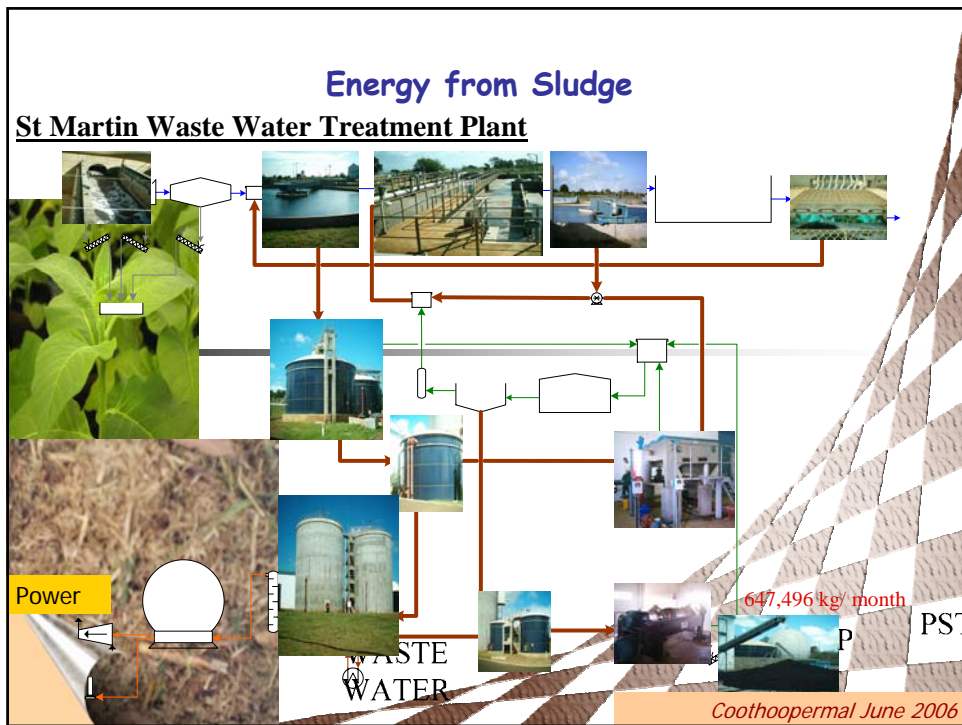 Energy from Sludge
St Martin Waste Water Treatment Plant
Power
647,496 kg/ month
WASTE
WATER
P
PST
Coothoopermal June 2006